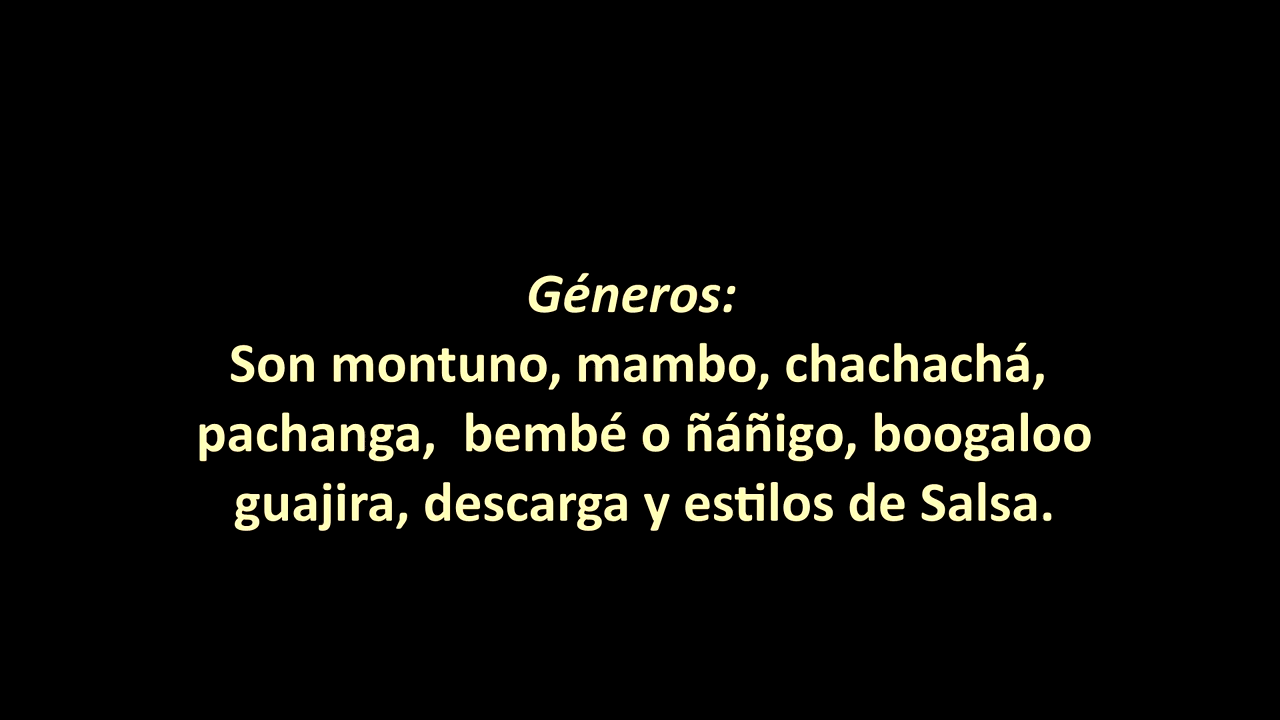 Géneros:
Son montuno, mambo, chachachá,
pachanga, bembé o ñáñigo, boogaloo
guajira, descarga y estilos de Salsa.